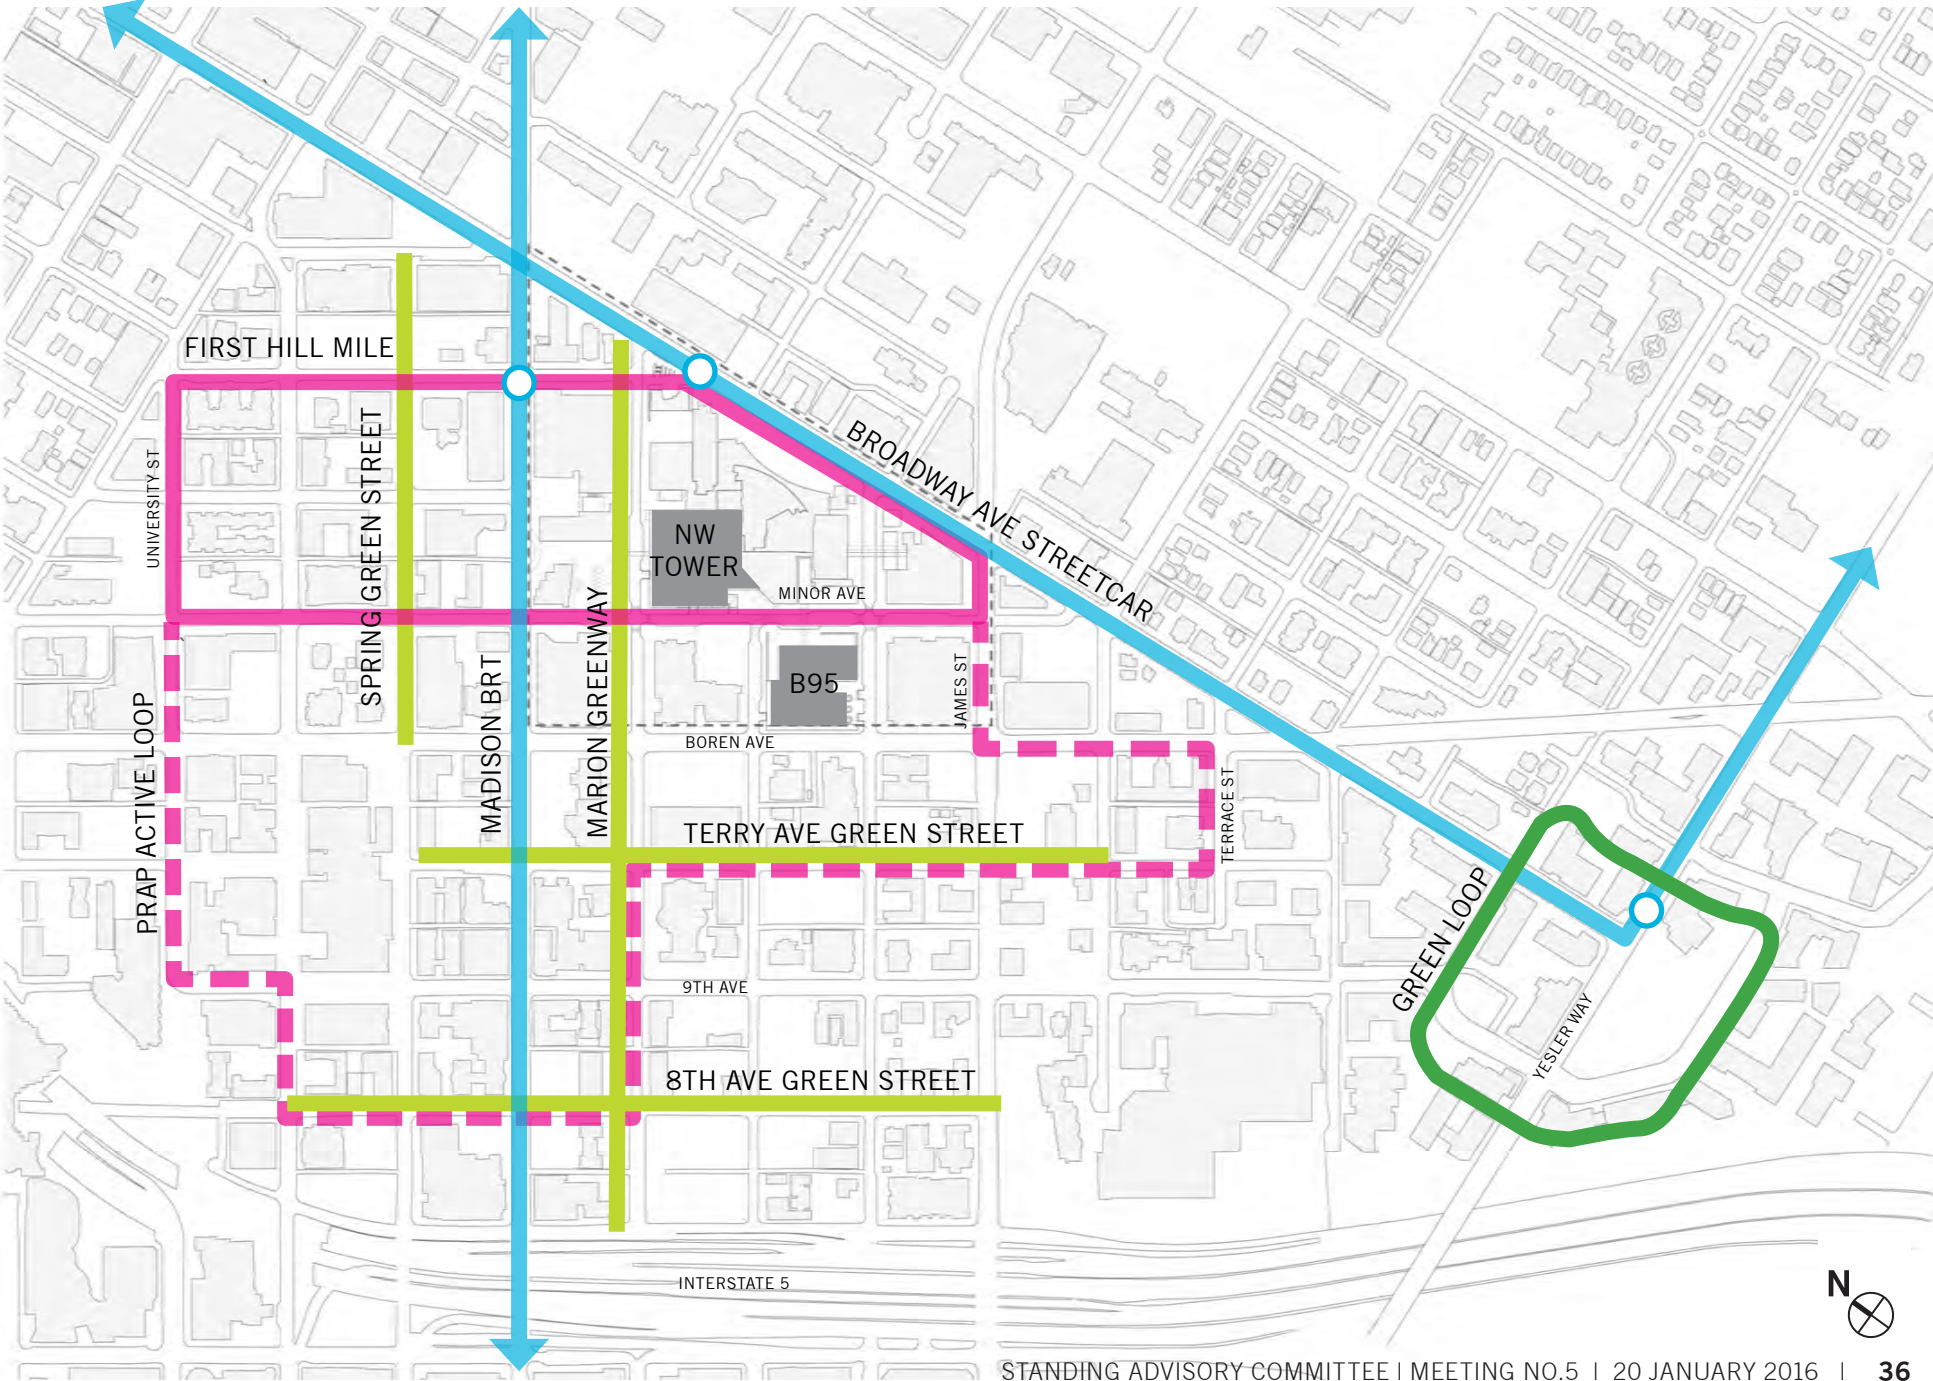 FIRST HILL MILE
UNIVERSITY ST
SPRING GREEN STREET
BROADWAY AVE STREETCAR
NW
TOWER
MINOR AVE
PRAP ACTIVE LOOP
MADISON BRT
MARION GREENWAY
B95
JAMES ST
BOREN AVE
TERRACE ST
TERRY AVE GREEN STREET
GREEN LOOP
9TH AVE
YESLER WAY
8TH AVE GREEN STREET
INTERSTATE 5
N
STANDING ADVISORY COMMITTEE | MEETING NO.5 | 20 JANUARY 2016 | 36